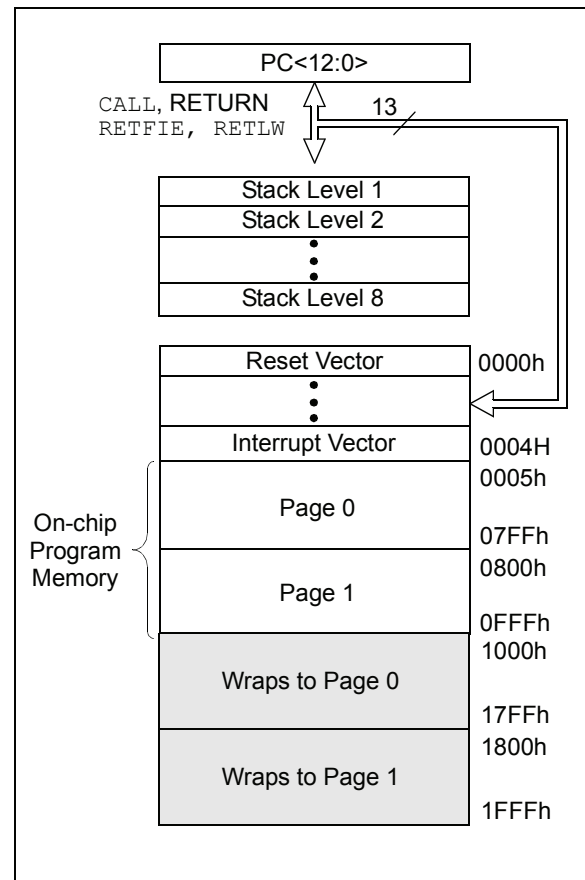 PC<12:0>
CALL, RETURN
RETFIE, RETLW
13
Stack Level 1
Stack Level 2
Stack Level 8
Reset Vector
0000h
Interrupt Vector
0004H
0005h
On-chip
Program
Memory
Page 0
07FFh
0800h
Page 1
0FFFh
1000h
Wraps to Page 0
17FFh
1800h
Wraps to Page 1
1FFFh